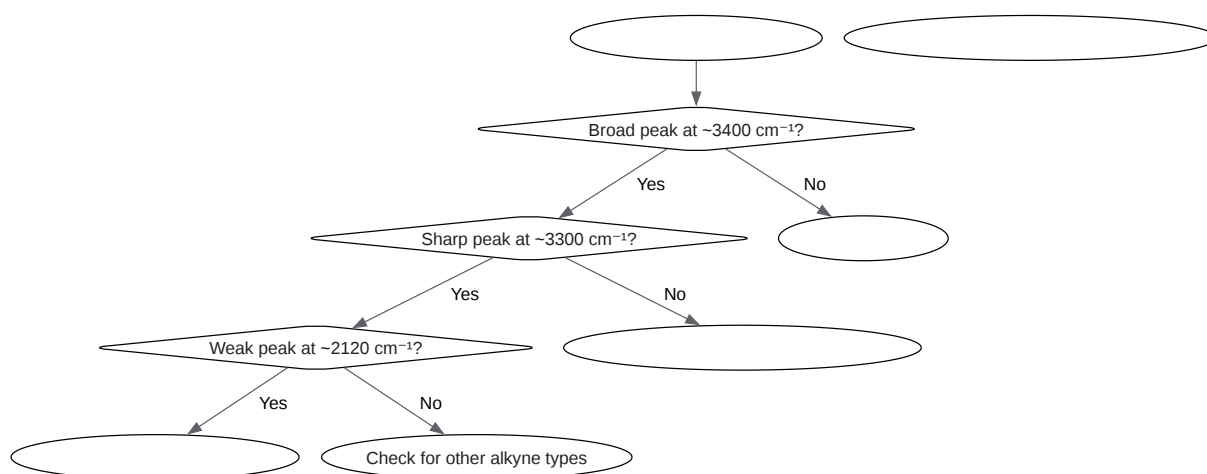 Broad peak at ~3400 cm⁻¹?
Yes
No
Sharp peak at ~3300 cm⁻¹?
Yes
No
Weak peak at ~2120 cm⁻¹?
Yes
No
Check for other alkyne types